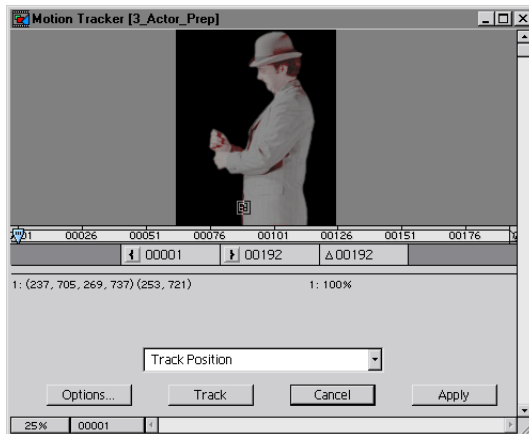 Motion Tracker [3_Actor_Prep]
00026 00051 00076 00101 00126 00151 00176
00001 00192 Δ00192
1: (237, 705, 269, 737) (253, 721) 1: 100%
Track Position
Options... Track Cancel Apply
25% 00001